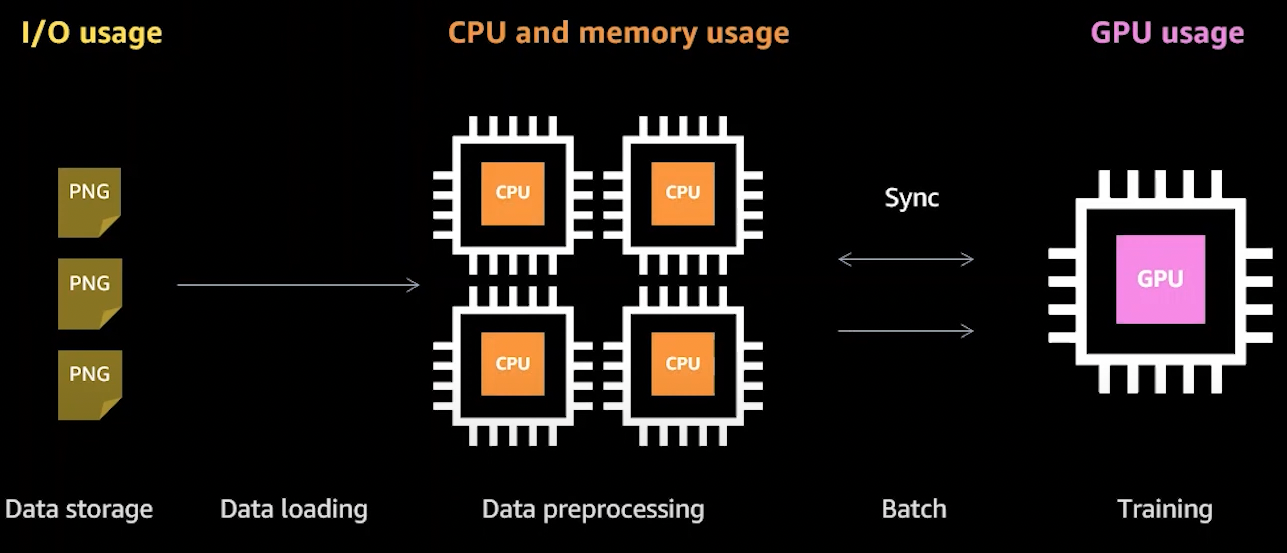 I/O usage
CPU and memory usage
GPU usage
PNG
PNG
PNG
CPU
CPU
CPU
CPU
Sync
GPU
Data storage
Data loading
Data preprocessing
Batch
Training